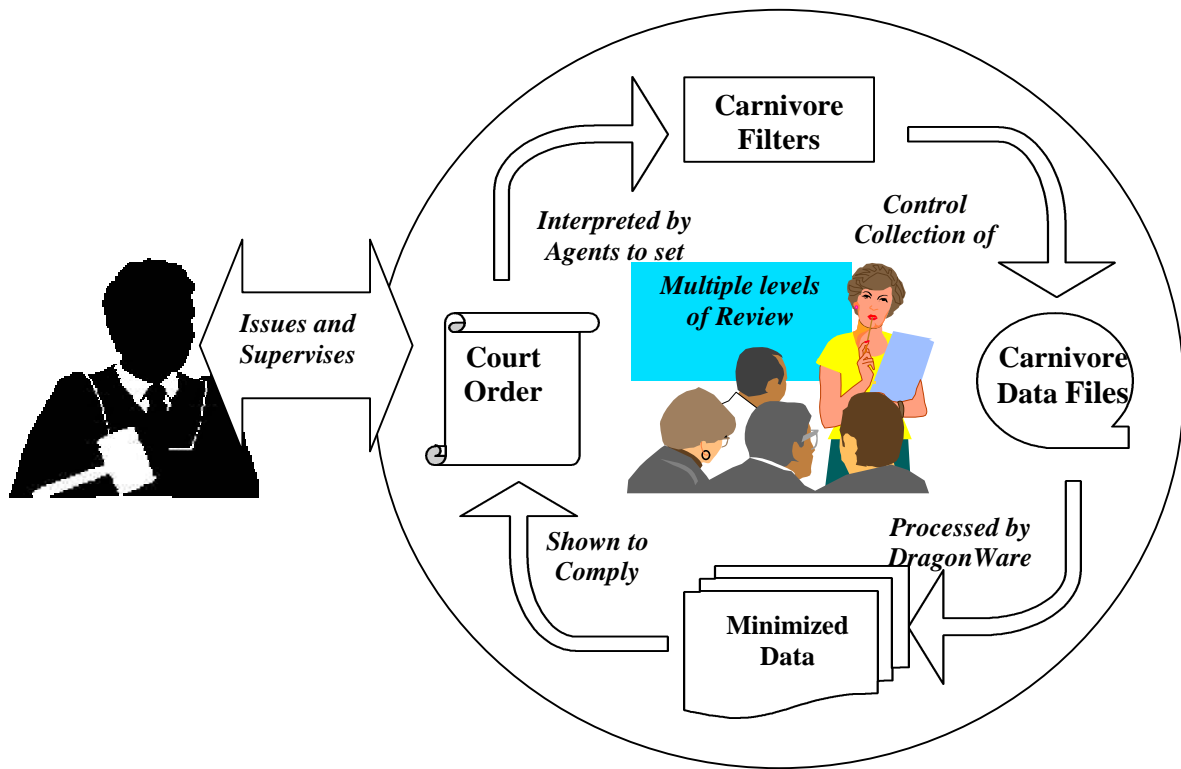 Carnivore
Filters
Interpreted by
Agents to set
Control
Collection of
Multiple levels
of Review
Issues and
Supervises
Court
Order
Carnivore
Data Files
Shown to
Comply
Processed by
DragonWare
Minimized
Data